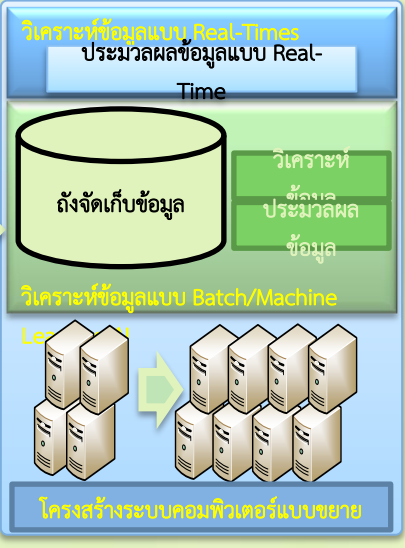 วิเคราะห์ข้อมูลแบบ Real-Times
ประมวลผลข้อมูลแบบ Real-
Time
ถังจัดเก็บข้อมูล
วิเคราะห์
ข้อมูล
ประมวลผล
ข้อมูล
วิเคราะห์ข้อมูลแบบ Batch/Machine
โครงสร้างระบบคอมพิวเตอร์แบบขยาย